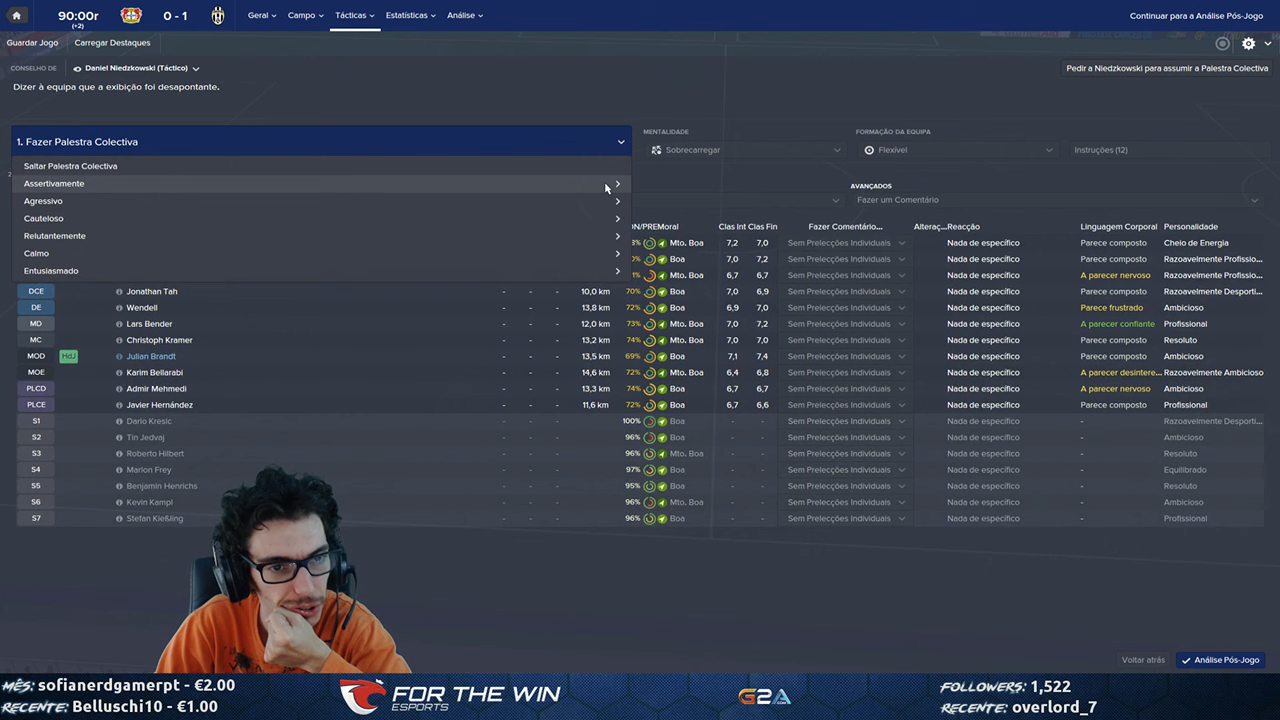 90:00r
(+2)
0 - 1
Geral
Campo
Tácticas
Estatísticas
Análise
Continuar para a Análise Pós-Jogo
Guardar Jogo
Carregar Destaques
CONSELHO DE
Daniel Niedzkowski (Táctico)
Pedir a Niedzkowski para assumir a Palestra Colectiva
Dizer à equipa que a exibição foi desapontante.
1. Fazer Palestra Colectiva
MENTALIDADE
FORMAÇÃO DA EQUIPA
Sobrecarregar
Flexível
Instruções (12)
Saltar Palestra Colectiva
Assertivamente
AVANÇADOS
Agressivo
Fazer um Comentário
Cauteloso
Relutantemente
Calmo
Entusiasmado
ON/PRE Moral Clas Int Clas Fin Fazer Comentário... Alteraç... Reacção Linguagem Corporal Personalidade
Mto. Boa 7,2 7,0 Sem Prelecções Individuais Nada de específico Parece composto Cheio de Energia
Boa 7,0 7,2 Sem Prelecções Individuais Nada de específico Parece composto Razoavelmente Profissio...
Mto. Boa 6,7 6,7 Sem Prelecções Individuais Nada de específico A parecer nervoso Razoavelmente Profissio...
DCE Jonathan Tah - - - 10,0 km 70% Boa 7,0 6,9 Sem Prelecções Individuais Nada de específico Parece composto Razoavelmente Desporti...
DE Wendell - - - 13,8 km 72% Boa 6,9 7,0 Sem Prelecções Individuais Nada de específico Parece frustrado Ambicioso
MD Lars Bender - - - 12,0 km 73% Mto. Boa 7,0 7,2 Sem Prelecções Individuais Nada de específico A parecer confiante Profissional
MC Christoph Kramer - - - 13,2 km 74% Mto. Boa 7,0 7,0 Sem Prelecções Individuais Nada de específico Parece composto Resoluto
MOD HdJ Julian Brandt - - - 13,5 km 69% Boa 7,1 7,4 Sem Prelecções Individuais Nada de específico Parece composto Ambicioso
MOE Karim Bellarabi - - - 14,6 km 72% Mto. Boa 6,4 6,8 Sem Prelecções Individuais Nada de específico A parecer desintere... Razoavelmente Ambicioso
PLCD Admir Mehmedi - - - 13,3 km 74% Boa 6,7 6,7 Sem Prelecções Individuais Nada de específico A parecer nervoso Ambicioso
PLCE Javier Hernández - - - 11,6 km 72% Boa 6,7 6,6 Sem Prelecções Individuais Nada de específico Parece composto Profissional
S1 Dario Kresic 100% Boa - - Sem Prelecções Individuais Nada de específico - Razoavelmente Desporti...
S2 Tin Jedvaj 96% Boa - - Sem Prelecções Individuais Nada de específico - Ambicioso
S3 Roberto Hilbert 96% Mto. Boa - - Sem Prelecções Individuais Nada de específico - Resoluto
S4 Marlon Frey 97% Boa - - Sem Prelecções Individuais Nada de específico - Equilibrado
S5 Benjamin Henrichs 95% Boa - - Sem Prelecções Individuais Nada de específico - Resoluto
S6 Kevin Kampl 96% Mto. Boa - - Sem Prelecções Individuais Nada de específico - Ambicioso
S7 Stefan Kießling 96% Boa - - Sem Prelecções Individuais Nada de específico - Profissional
Voltar atrás
Análise Pós-Jogo
MÊS: sofianerdgamerpt - €2.00
RECENTE: Belluschi10 - €1.00
FOR THE WIN
ESPORTS
G2A.COM
FOLLOWERS: 1,522
RECENTE: overlord_7